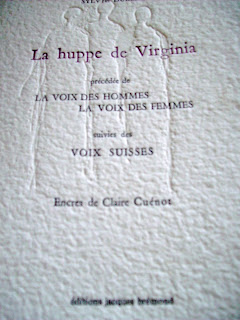 La huppe de Virginia
précédée de
LA VOIX DES HOMMES
LA VOIX DES FEMMES
suivies des
VOIX SUISSES
Encres de Claire Cuénot
éditions jacques brémond